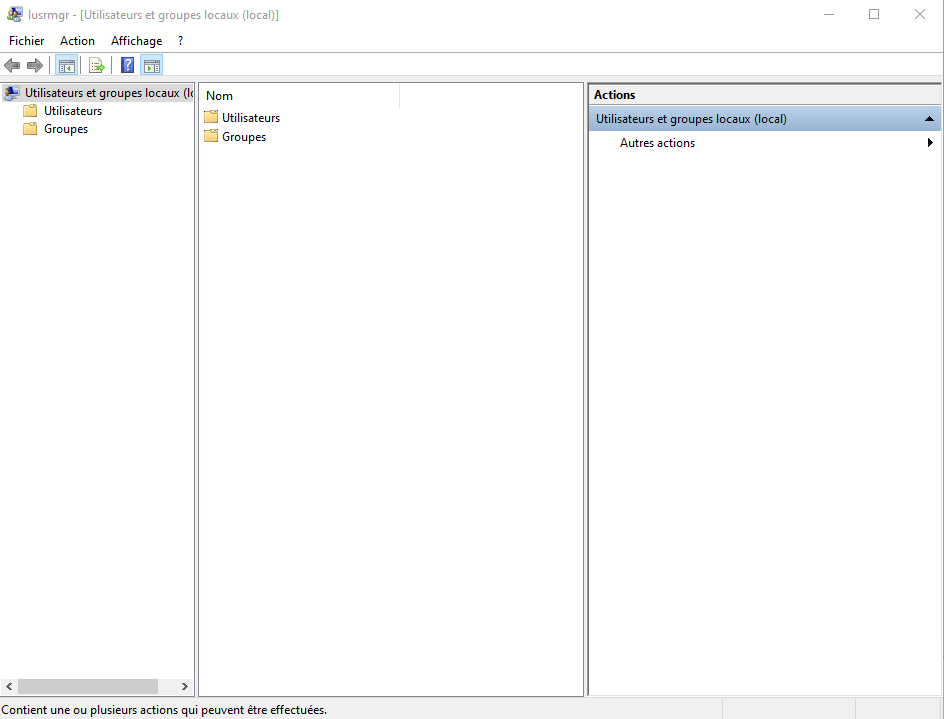 lusrmgr - [Utilisateurs et groupes locaux (local)]
Fichier Action Affichage ?
Utilisateurs et groupes locaux (lo
Utilisateurs
Groupes
Nom
Utilisateurs
Groupes
Actions
Utilisateurs et groupes locaux (local)
Autres actions
Contient une ou plusieurs actions qui peuvent être effectuées.